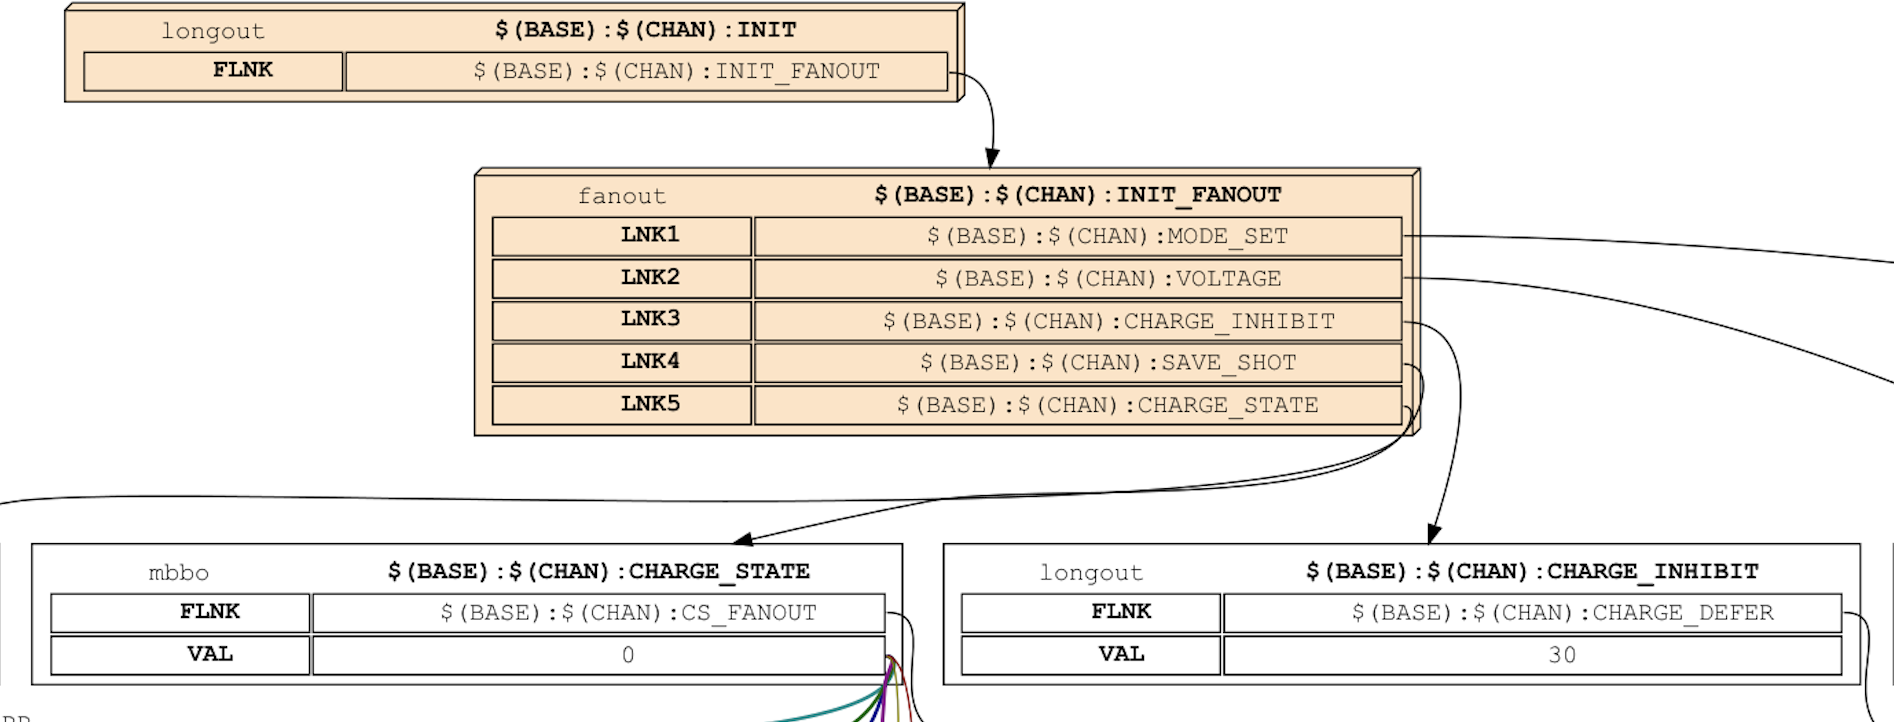 longout $(BASE):$(CHAN):INIT
FLNK $(BASE):$(CHAN):INIT_FANOUT
fanout $(BASE):$(CHAN):INIT_FANOUT
LNK1 $(BASE):$(CHAN):MODE_SET
LNK2 $(BASE):$(CHAN):VOLTAGE
LNK3 $(BASE):$(CHAN):CHARGE_INHIBIT
LNK4 $(BASE):$(CHAN):SAVE_SHOT
LNK5 $(BASE):$(CHAN):CHARGE_STATE
mbbo $(BASE):$(CHAN):CHARGE_STATE
FLNK $(BASE):$(CHAN):CS_FANOUT
VAL 0
longout $(BASE):$(CHAN):CHARGE_INHIBIT
FLNK $(BASE):$(CHAN):CHARGE_DEFER
VAL 30